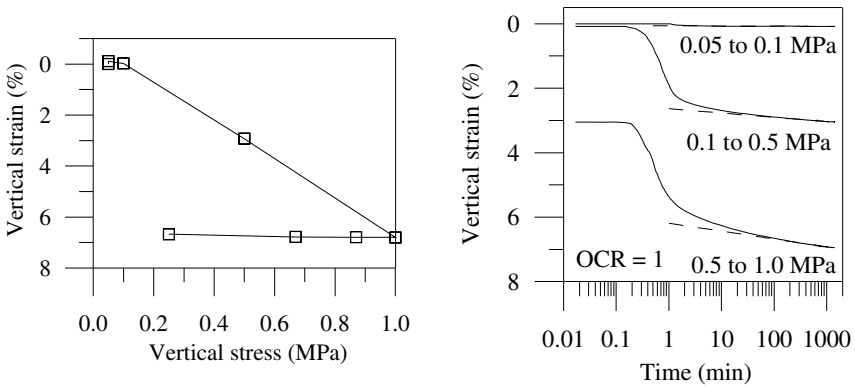 Vertical strain (%)
0
2
4
6
8
0.0 0.2 0.4 0.6 0.8 1.0
Vertical stress (MPa)
Vertical strain (%)
0
2
4
6
8
0.05 to 0.1 MPa
0.1 to 0.5 MPa
OCR = 1
0.5 to 1.0 MPa
0.01 0.1 1 10 100 1000
Time (min)